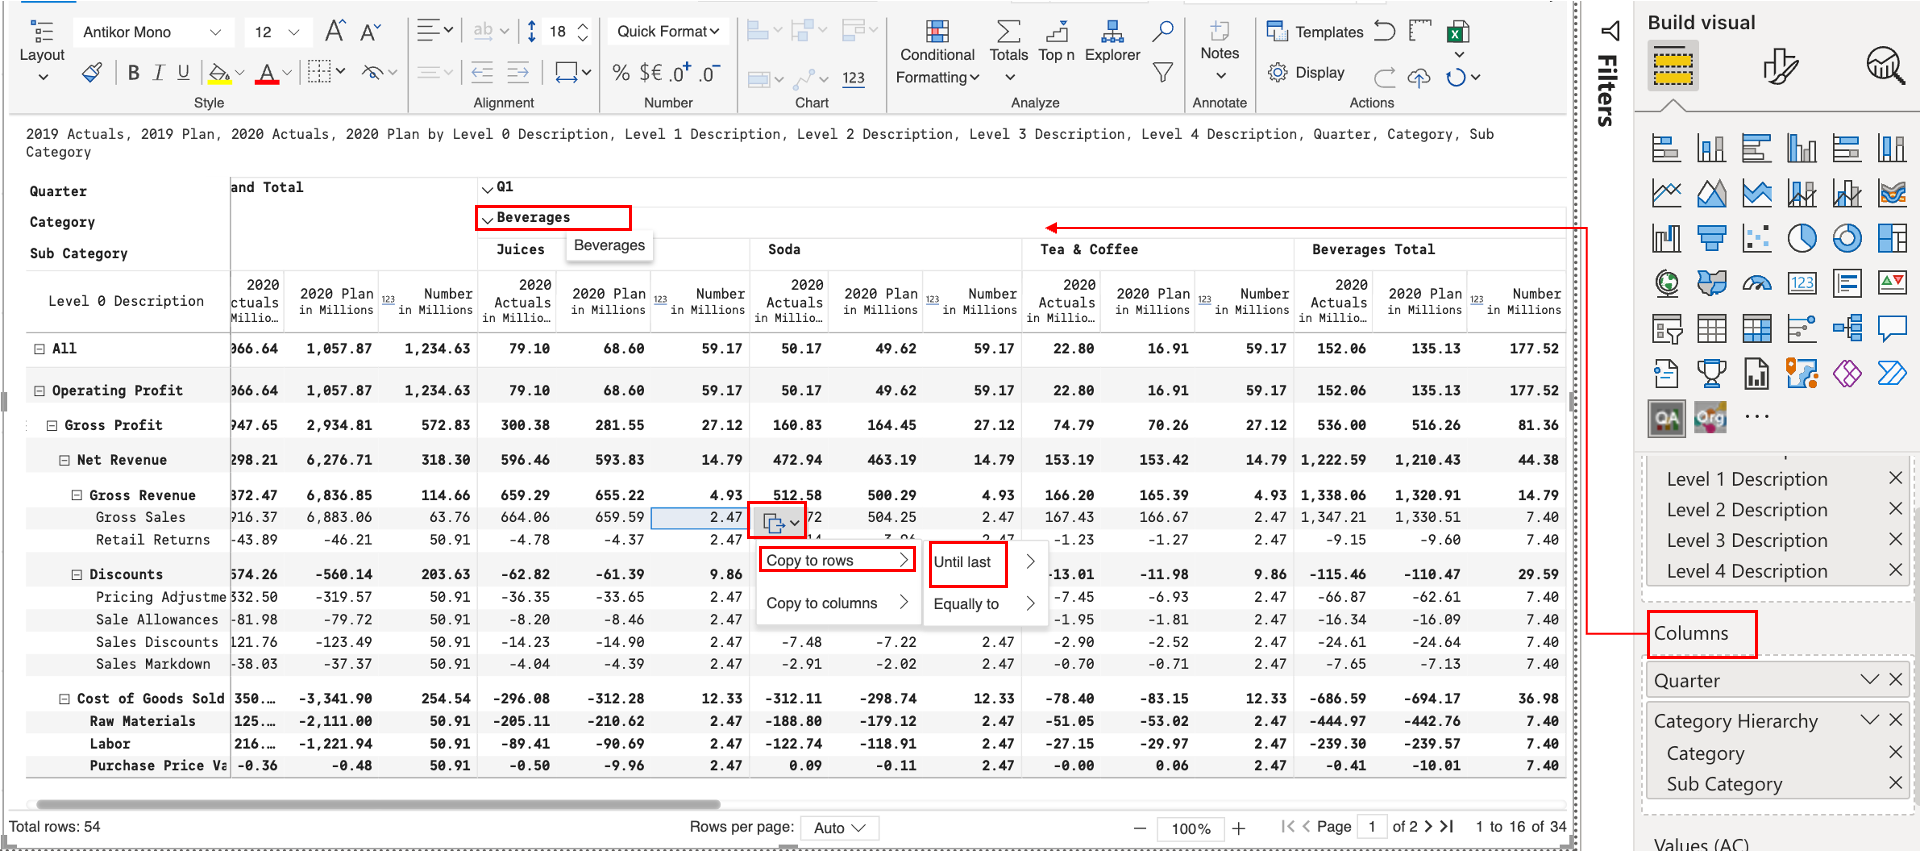 Layout
Antikor Mono
12
A A
B I U
A
Style
ab
18
Alignment
Quick Format
% $€ .0+ .0-
Number
123
Chart
Conditional
Formatting
Totals
Top n
Explorer
Analyze
Notes
Annotate
Templates
Display
Actions
Filters
Build visual
2019 Actuals, 2019 Plan, 2020 Actuals, 2020 Plan by Level 0 Description, Level 1 Description, Level 2 Description, Level 3 Description, Level 4 Description, Quarter, Category, Sub
Category
Quarter and Total Q1
Category Beverages
Beverages
Sub Category Juices Soda Tea & Coffee Beverages Total
Level 0 Description
2020 Actuals Millio… 2020 Plan in Millions 123 Number in Millions 2020 Actuals in Millio… 2020 Plan in Millions 123 Number in Millions 2020 Actuals in Millio… 2020 Plan in Millions 123 Number in Millions 2020 Actuals in Millio… 2020 Plan in Millions 123 Number in Millions 2020 Actuals in Millio… 2020 Plan in Millions 123 Number in Millions
All 066.64 1,057.87 1,234.63 79.10 68.60 59.17 50.17 49.62 59.17 22.80 16.91 59.17 152.06 135.13 177.52
Operating Profit 066.64 1,057.87 1,234.63 79.10 68.60 59.17 50.17 49.62 59.17 22.80 16.91 59.17 152.06 135.13 177.52
Gross Profit 947.65 2,934.81 572.83 300.38 281.55 27.12 160.83 164.45 27.12 74.79 70.26 27.12 536.00 516.26 81.36
Net Revenue 298.21 6,276.71 318.30 596.46 593.83 14.79 472.94 463.19 14.79 153.19 153.42 14.79 1,222.59 1,210.43 44.38
Gross Revenue 372.47 6,836.85 114.66 659.29 655.22 4.93 512.58 500.29 4.93 166.20 165.39 4.93 1,338.06 1,320.91 14.79
Gross Sales 916.37 6,883.06 63.76 664.06 659.59 2.47 72 504.25 2.47 167.43 166.67 2.47 1,347.21 1,330.51 7.40
Retail Returns -43.89 -46.21 50.91 -4.78 -4.37 2.47 -1.23 -1.27 2.47 -9.15 -9.60 7.40
Discounts 574.26 -560.14 203.63 -62.82 -61.39 9.86 -13.01 -11.98 9.86 -115.46 -110.47 29.59
Pricing Adjustme 332.50 -319.57 50.91 -36.35 -33.65 2.47 -7.45 -6.93 2.47 -66.87 -62.61 7.40
Sale Allowances -81.98 -79.72 50.91 -8.20 -8.46 2.47 -1.95 -1.81 2.47 -16.34 -16.09 7.40
Sales Discounts 121.76 -123.49 50.91 -14.23 -14.90 2.47 -7.48 -7.22 2.47 -2.90 -2.52 2.47 -24.61 -24.64 7.40
Sales Markdown -38.03 -37.37 50.91 -4.04 -4.39 2.47 -2.91 -2.02 2.47 -0.70 -0.71 2.47 -7.65 -7.13 7.40
Cost of Goods Sold 350.… -3,341.90 254.54 -296.08 -312.28 12.33 -312.11 -298.74 12.33 -78.40 -83.15 12.33 -686.59 -694.17 36.98
Raw Materials 125.… -2,111.00 50.91 -205.11 -210.62 2.47 -188.80 -179.12 2.47 -51.05 -53.02 2.47 -444.97 -442.76 7.40
Labor 216.… -1,221.94 50.91 -89.41 -90.69 2.47 -122.74 -118.91 2.47 -27.15 -29.97 2.47 -239.30 -239.57 7.40
Purchase Price Va -0.36 -0.48 50.91 -0.50 -9.96 2.47 0.09 -0.11 2.47 -0.00 0.06 2.47 -0.41 -10.01 7.40
Copy to rows
Copy to columns
Until last
Equally to
Total rows: 54
Rows per page: Auto
100%
Page 1 of 2
1 to 16 of 34
123
QA
Org
Level 1 Description
Level 2 Description
Level 3 Description
Level 4 Description
Columns
Quarter
Category Hierarchy
Category
Sub Category
Values (AC)